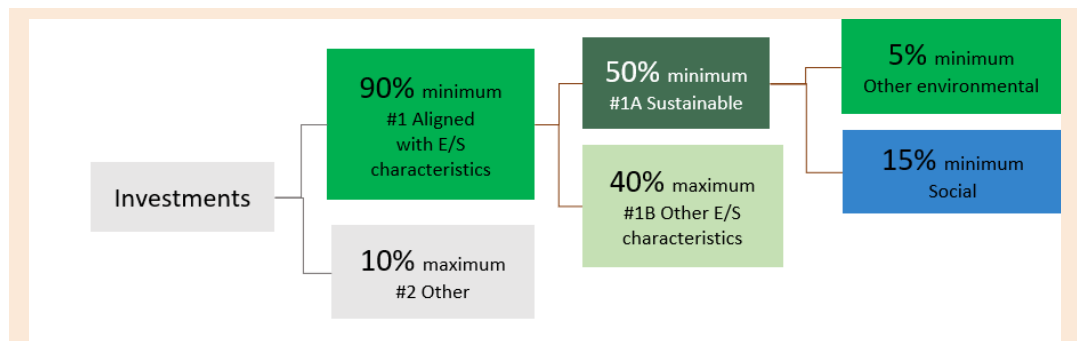 Investments
90% minimum
#1 Aligned
with E/S
characteristics
10% maximum
#2 Other
50% minimum
#1A Sustainable
40% maximum
#1B Other E/S
characteristics
5% minimum
Other environmental
15% minimum
Social